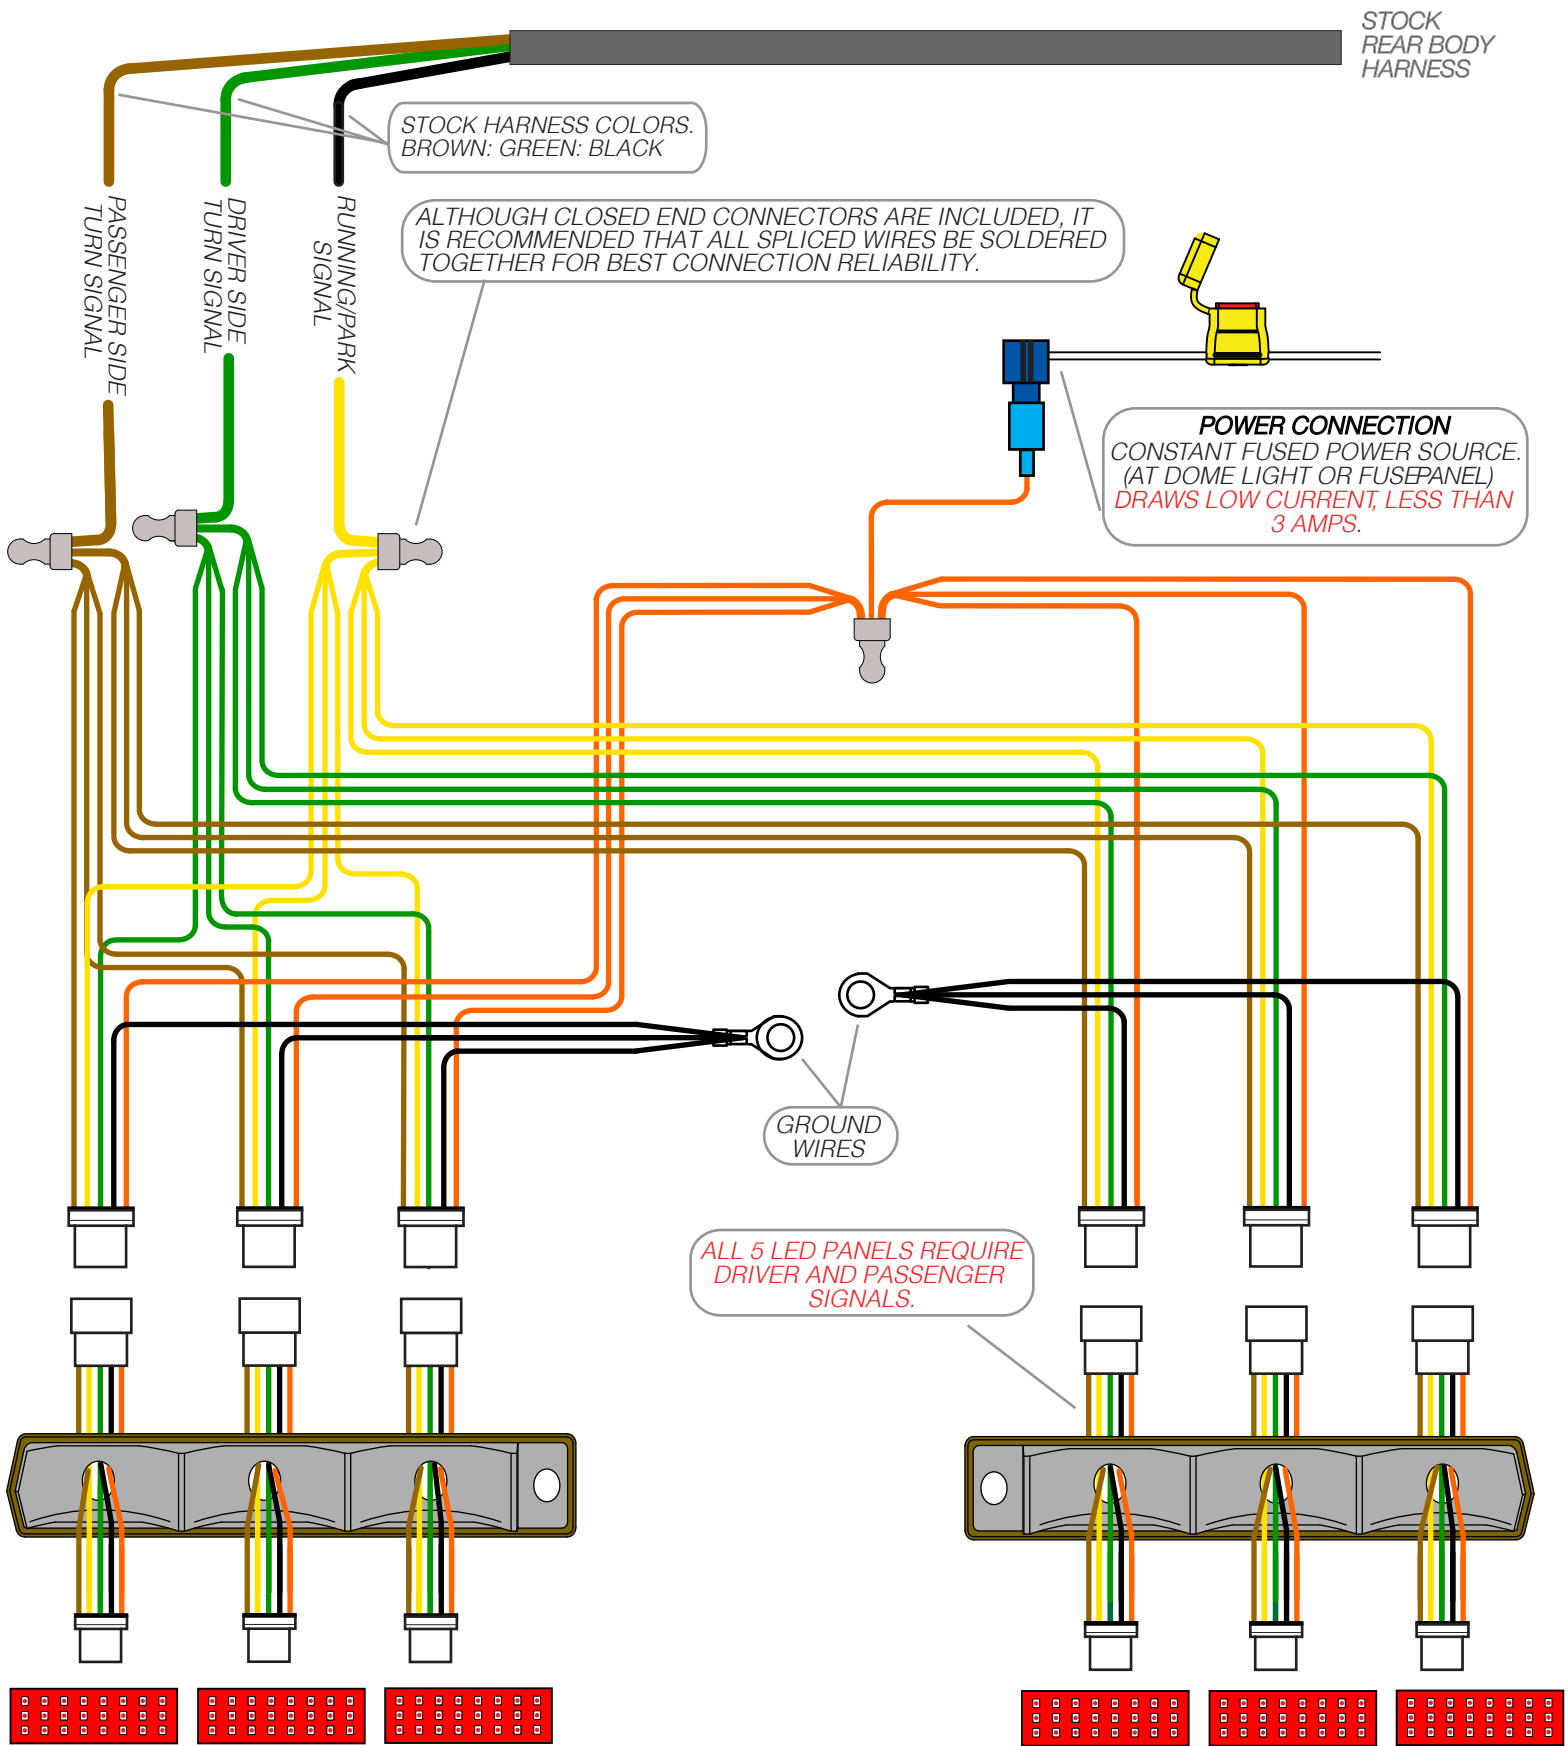 STOCK
REAR BODY
HARNESS
STOCK HARNESS COLORS.
BROWN: GREEN: BLACK
PASSENGER SIDE
TURN SIGNAL
DRIVER SIDE
TURN SIGNAL
RUNNING/PARK
SIGNAL
ALTHOUGH CLOSED END CONNECTORS ARE INCLUDED, IT
IS RECOMMENDED THAT ALL SPLICED WIRES BE SOLDERED
TOGETHER FOR BEST CONNECTION RELIABILITY.
POWER CONNECTION
CONSTANT FUSED POWER SOURCE.
(AT DOME LIGHT OR FUSEPANEL)
DRAWS LOW CURRENT, LESS THAN
3 AMPS.
GROUND
WIRES
ALL 5 LED PANELS REQUIRE
DRIVER AND PASSENGER
SIGNALS.